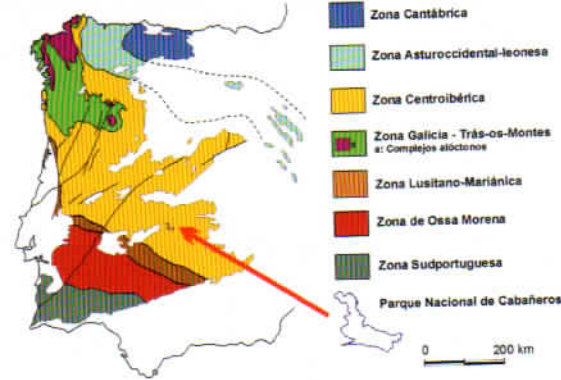 Zona Cantábrica
Zona Asturoccidental-leonesa
Zona Centroibérica
Zona Galicia - Trás-os-Montes
a: Complejos alóctonos
Zona Lusitano-Mariánica
Zona de Ossa Morena
Zona Sudportuguesa
Parque Nacional de Cabañeros
0 200 km